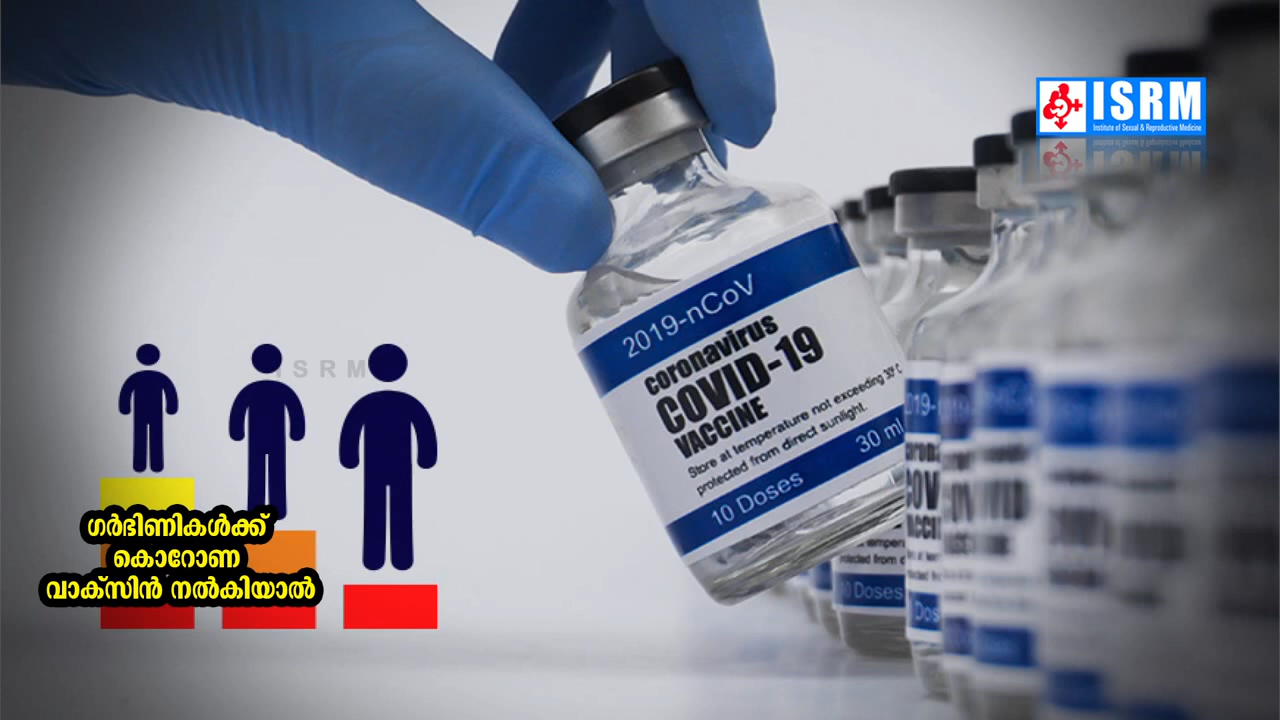 ISRM
Institute of Sexual & Reproductive Medicine
2019-nCoV
coronavirus
COVID-19
VACCINE
Store at temperature not exceeding 30° C,
protected from direct sunlight.
10 Doses 30 ml
ISRM
ഗർഭിണികൾക്ക്
കൊറോണ
വാക്സിൻ നൽകിയാൽ